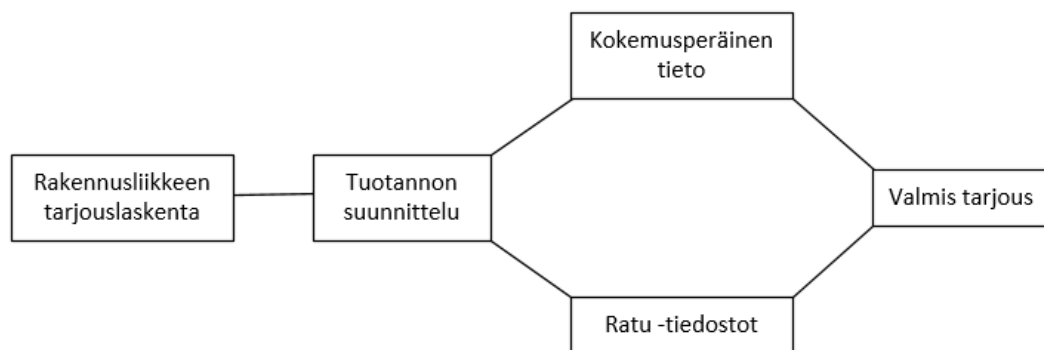 Kokemusperäinen
tieto
Rakennusliikkeen
tarjouslaskenta
Tuotannon
suunnittelu
Valmis tarjous
Ratu -tiedostot